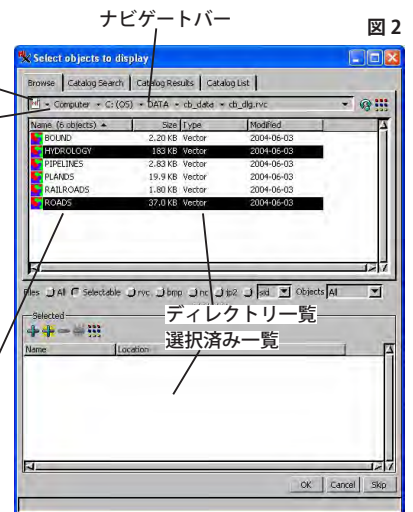 ナビゲートバー
図 2
Select objects to display
Browse Catalog Search Catalog Results Catalog List
Computer C: (OS) DATA cb_data cb_dlg.rvc
Name (6 objects) Size Type Modified
BOUND 2.20 KB Vector 2004-06-03
HYDROLOGY 183 KB Vector 2004-06-03
PIPELINES 2.83 KB Vector 2004-06-03
PLANDS 19.9 KB Vector 2004-06-03
RAILROADS 1.80 KB Vector 2004-06-03
ROADS 37.0 KB Vector 2004-06-03
Files All Selectable rvc bmp nc jp2 sid Objects All
ディレクトリ一覧
Selected
選択済み一覧
Name Location
OK Cancel Skip